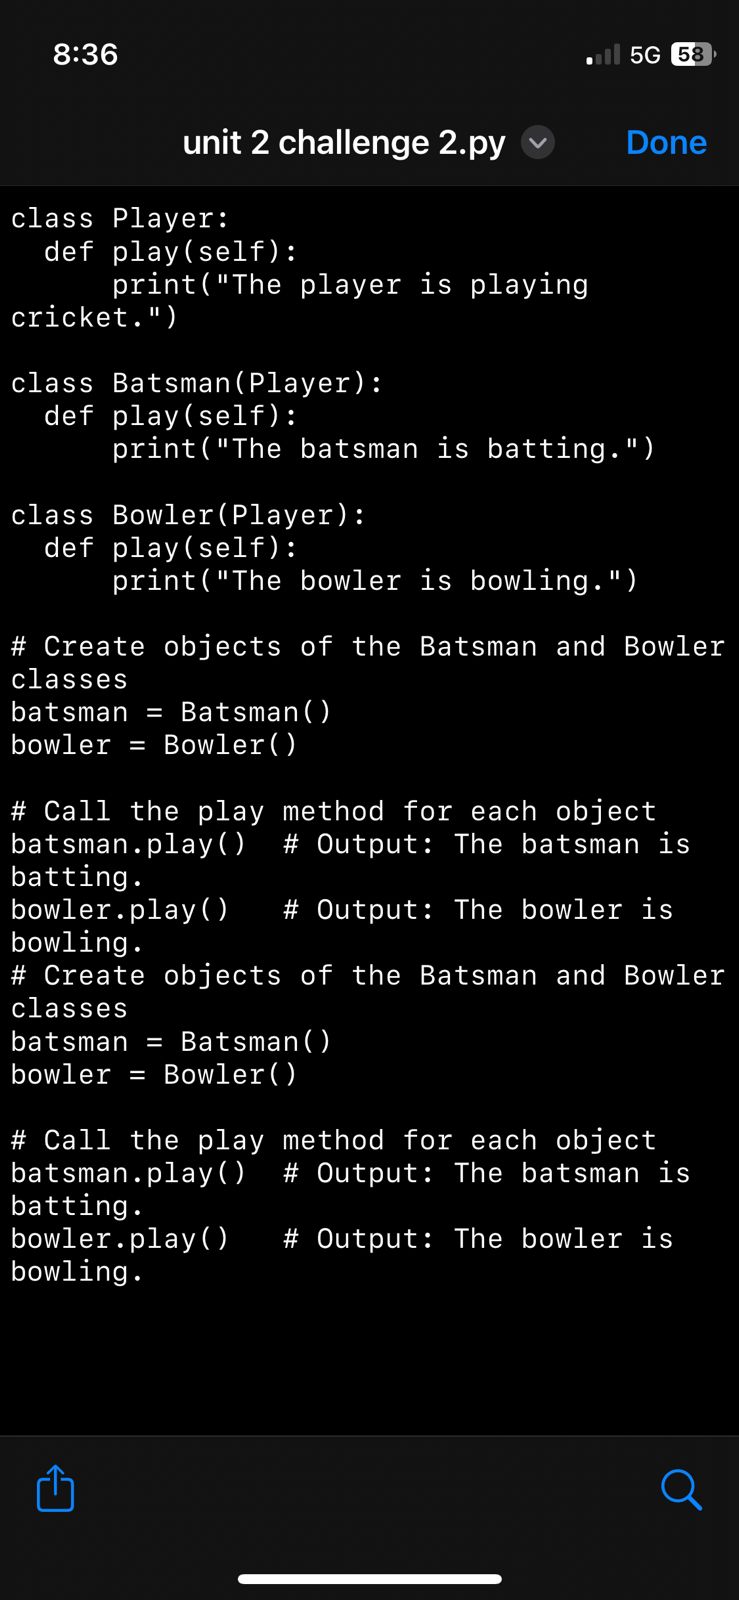 8:36
5G 58
unit 2 challenge 2.py
Done
class Player:
  def play(self):
      print("The player is playing
cricket.")

class Batsman(Player):
  def play(self):
      print("The batsman is batting.")

class Bowler(Player):
  def play(self):
      print("The bowler is bowling.")

# Create objects of the Batsman and Bowler
classes
batsman = Batsman()
bowler = Bowler()

# Call the play method for each object
batsman.play()  # Output: The batsman is
batting.
bowler.play()   # Output: The bowler is
bowling.
# Create objects of the Batsman and Bowler
classes
batsman = Batsman()
bowler = Bowler()

# Call the play method for each object
batsman.play()  # Output: The batsman is
batting.
bowler.play()   # Output: The bowler is
bowling.